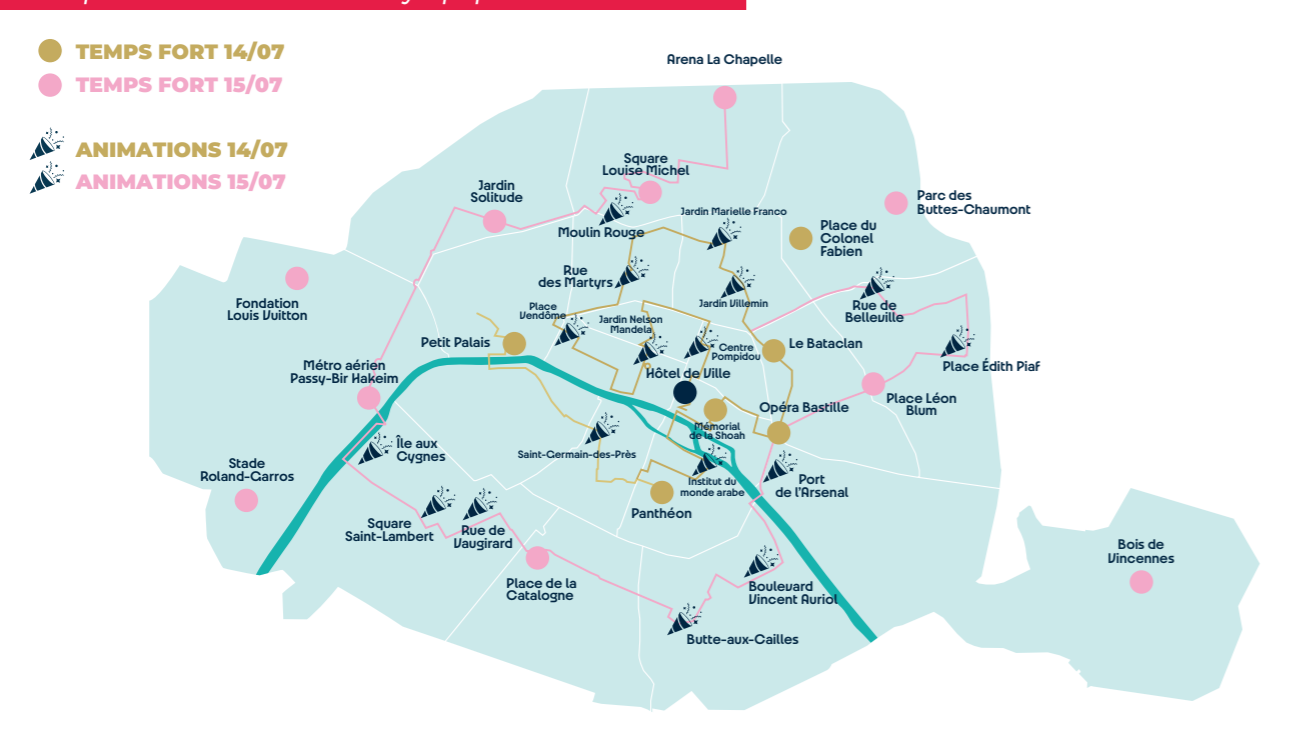 TEMPS FORT 14/07
TEMPS FORT 15/07
ANIMATIONS 14/07
ANIMATIONS 15/07
Arena La Chapelle
Square
Louise Michel
Jardin
Solitude
Parc des
Buttes-Chaumont
Jardin Marielle Franco
Moulin Rouge
Place du
Colonel
Fabien
Rue
des Martyrs
Fondation
Louis Vuitton
Jardin Villemin
Rue de
Belleville
Place
Vendôme
Jardin Nelson
Mandela
Petit Palais
Centre
Pompidou
Le Bataclan
Place Édith Piaf
Métro aérien
Passy-Bir Hakeim
Hôtel de Ville
Place Léon
Blum
Opéra Bastille
Mémorial
de la Shoah
Île aux
Cygnes
Saint-Germain-des-Près
Stade
Roland-Garros
Institut du
monde arabe
Port
de l'Arsenal
Panthéon
Square
Saint-Lambert
Rue de
Vaugirard
Bois de
Vincennes
Place de la
Catalogne
Boulevard
Vincent Auriol
Butte-aux-Cailles